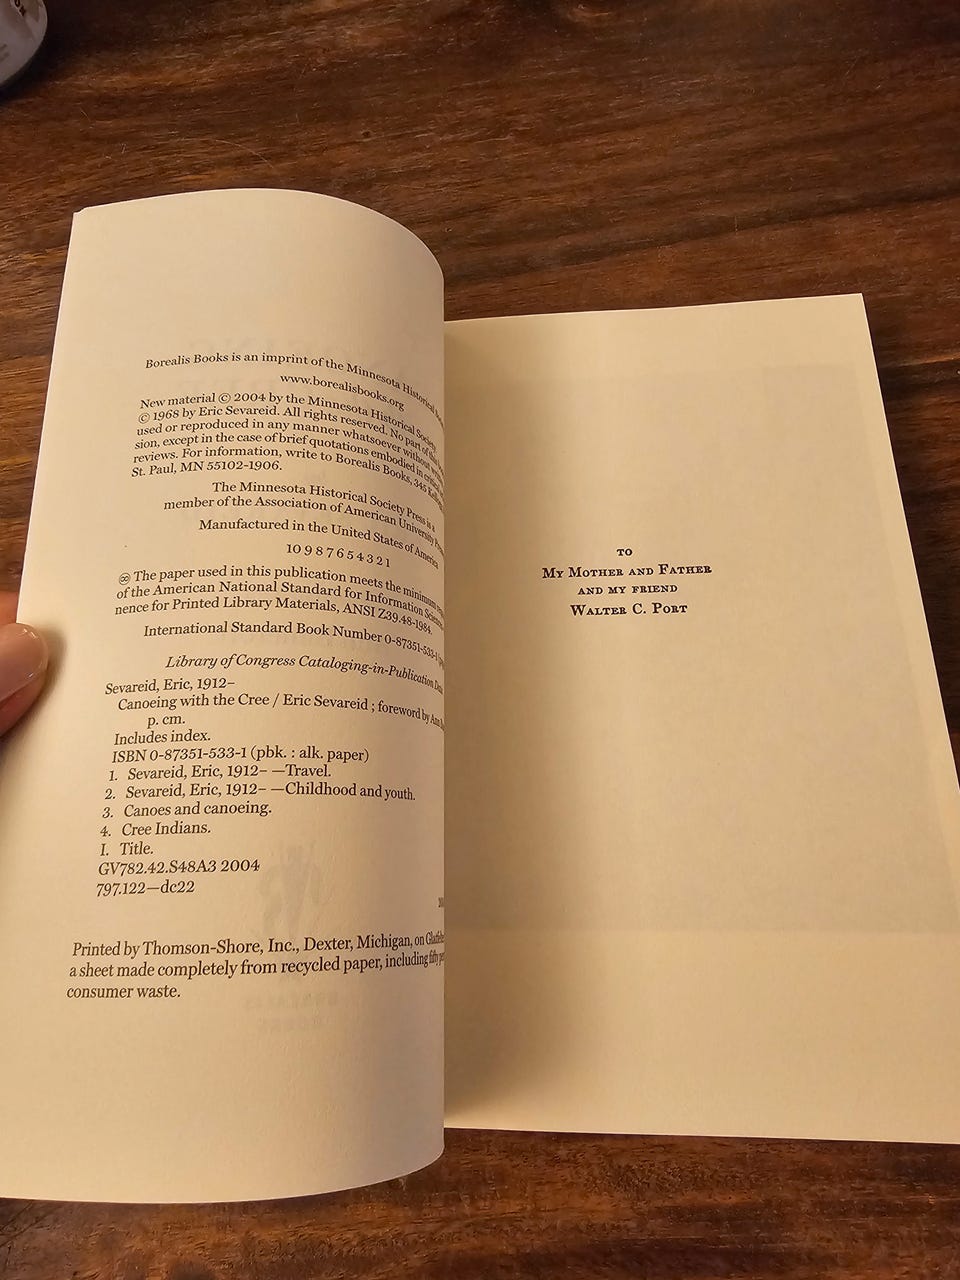 Borealis Books is an imprint of the Minnesota Historical
www.borealisbooks.org
New material © 2004 by the Minnesota Historical Society
© 1968 by Eric Sevareid. All rights reserved. No part of this
used or reproduced in any manner whatsoever without
sion, except in the case of brief quotations embodied in
reviews. For information, write to Borealis Books, 345
St. Paul, MN 55102-1906.
The Minnesota Historical Society Press is a
member of the Association of American University
Manufactured in the United States of America
10 9 8 7 6 5 4 3 2 1
♾ The paper used in this publication meets the minimum
of the American National Standard for Information
nence for Printed Library Materials, ANSI Z39.48-1984.
International Standard Book Number 0-87351-533-1
Library of Congress Cataloging-in-Publication Data
Sevareid, Eric, 1912–
Canoeing with the Cree / Eric Sevareid ; foreword by Ann
p. cm.
Includes index.
ISBN 0-87351-533-1 (pbk. : alk. paper)
1. Sevareid, Eric, 1912– —Travel.
2. Sevareid, Eric, 1912– —Childhood and youth.
3. Canoes and canoeing.
4. Cree Indians.
I. Title.
GV782.42.S48A3 2004
797.122—dc22
Printed by Thomson-Shore, Inc., Dexter, Michigan, on
a sheet made completely from recycled paper, including fifty
consumer waste.
TO
My Mother and Father
AND MY FRIEND
Walter C. Port